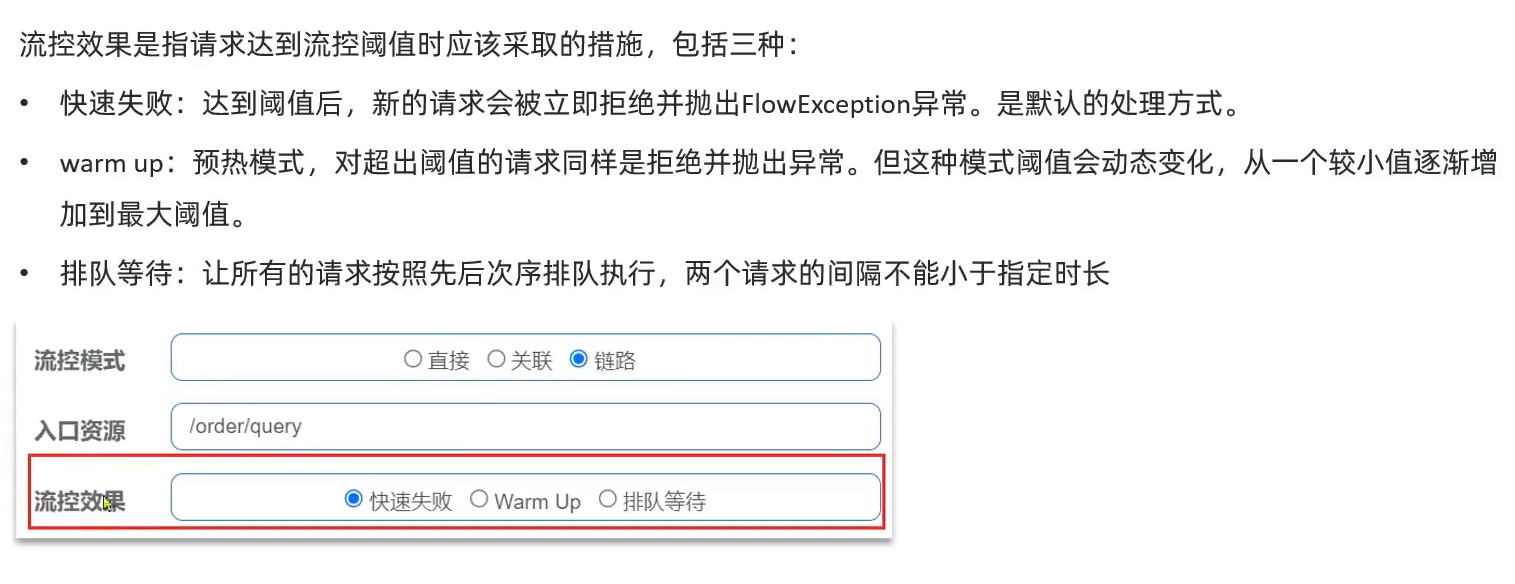 流控效果是指请求达到流控阈值时应该采取的措施，包括三种：
• 快速失败：达到阈值后，新的请求会被立即拒绝并抛出FlowException异常。是默认的处理方式。
• warm up：预热模式，对超出阈值的请求同样是拒绝并抛出异常。但这种模式阈值会动态变化，从一个较小值逐渐增
加到最大阈值。
• 排队等待：让所有的请求按照先后次序排队执行，两个请求的间隔不能小于指定时长
流控模式 直接 关联 链路
入口资源 /order/query
流控效果 快速失败 Warm Up 排队等待